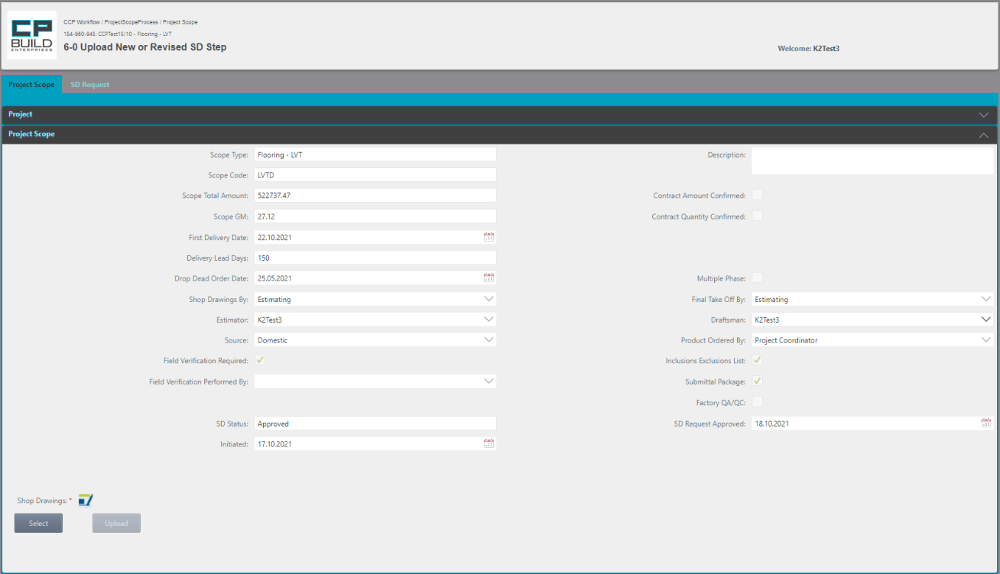 CP
BUILD
ENTERPRISES
CCP Workflow / ProjectScopeProcess / Project Scope
154-960-945: CCPTest15/10 - Flooring - LVT
6-0 Upload New or Revised SD Step
Welcome: K2Test3
Project Scope SD Request
Project
Project Scope
Scope Type: Flooring - LVT Description:
Scope Code: LVTD
Scope Total Amount: 522737.47 Contract Amount Confirmed:
Scope GM: 27.12 Contract Quantity Confirmed:
First Delivery Date: 22.10.2021
Delivery Lead Days: 150
Drop Dead Order Date: 25.05.2021 Multiple Phase:
Shop Drawings By: Estimating Final Take Off By: Estimating
Estimator: K2Test3 Draftsman: K2Test3
Source: Domestic Product Ordered By: Project Coordinator
Field Verification Required: Inclusions Exclusions List:
Field Verification Performed By: Submittal Package:
Factory QA/QC:
SD Status: Approved SD Request Approved: 18.10.2021
Initiated: 17.10.2021
Shop Drawings: *
Select Upload